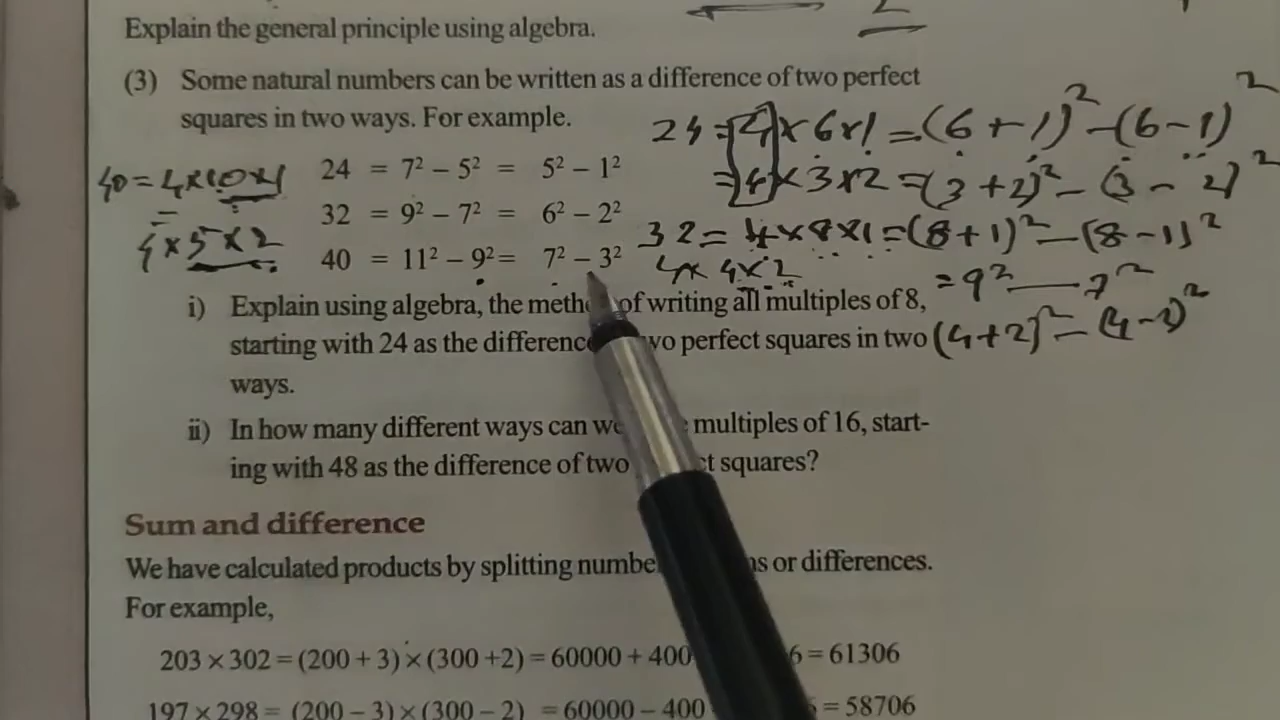 Explain the general principle using algebra.
(3) Some natural numbers can be written as a difference of two perfect
squares in two ways. For example.
24 = 7² − 5² = 5² − 1²
32 = 9² − 7² = 6² − 2²
40 = 11² − 9² = 7² − 3²
24 = 4 × 6 × 1 = (6 + 1)² − (6 − 1)²
= 4 × 3 × 2 = (3 + 2)² − (3 − 2)²
32 = 4 × 8 × 1 = (8 + 1)² − (8 − 1)²
4 × 4 × 2
= 9² − 7²
(4 + 2)² − (4 − 2)²
40 = 4 × 10 × 1
4 × 5 × 2
i) Explain using algebra, the of writing all multiples of 8,
starting with 24 as the difference perfect squares in two
ways.
ii) In how many different ways can multiples of 16, start-
ing with 48 as the difference of two squares?
Sum and difference
We have calculated products by splitting or differences.
For example,
203 × 302 = (200 + 3) × (300 + 2) = 60000 + 400 = 61306
197 × 298 = (200 − 3) × (300 − 2) = 60000 − 400 = 58706